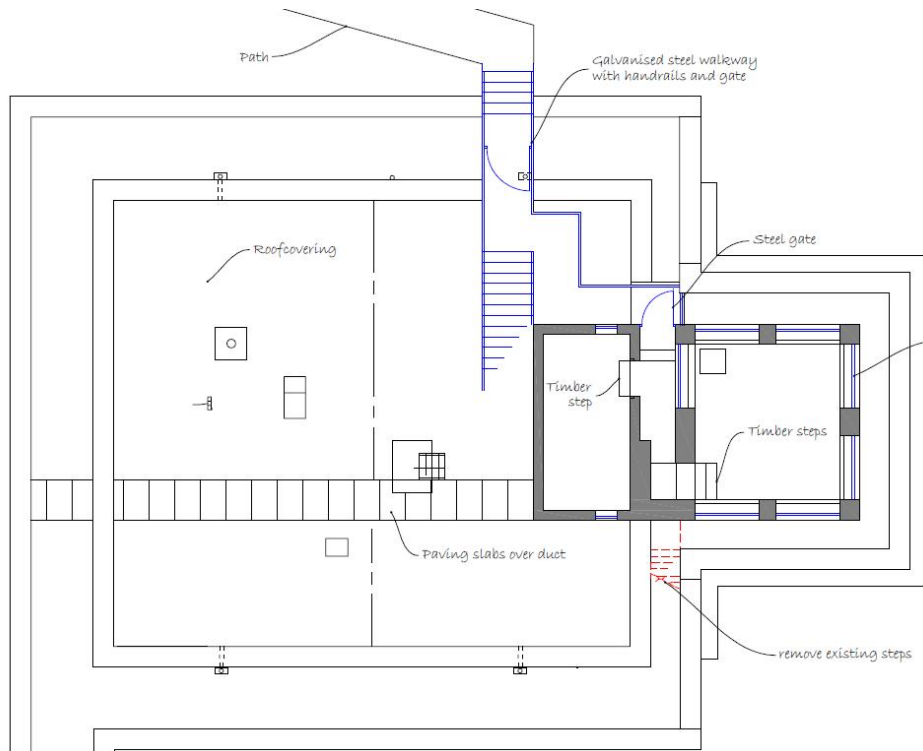 Path
Galvanised steel walkway
with handrails and gate
Roofcovering
Steel gate
Timber
step
Timber steps
Paving slabs over duct
remove existing steps